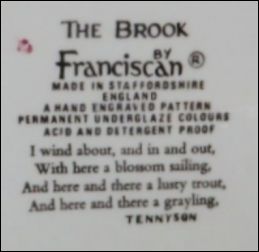 THE BROOK
BY
Franciscan ®
MADE IN STAFFORDSHIRE
ENGLAND
A HAND ENGRAVED PATTERN
PERMANENT UNDERGLAZE COLOURS
ACID AND DETERGENT PROOF
I wind about, and in and out,
With here a blossom sailing,
And here and there a lusty trout,
And here and there a grayling,
TENNYSON